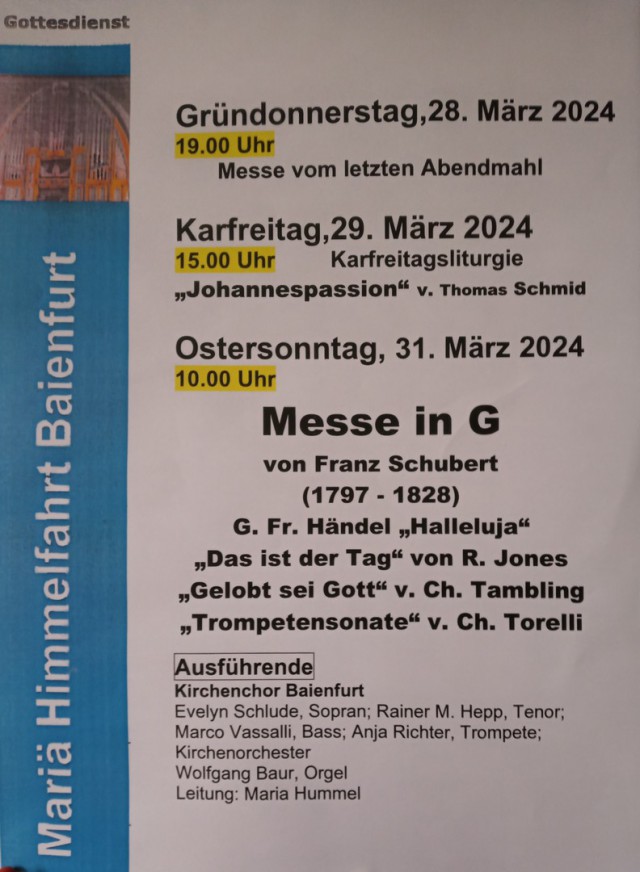 Gottesdienst
Mariä Himmelfahrt Baienfurt
Gründonnerstag,28. März 2024
19.00 Uhr
Messe vom letzten Abendmahl
Karfreitag,29. März 2024
15.00 Uhr Karfreitagsliturgie
„Johannespassion“ v. Thomas Schmid
Ostersonntag, 31. März 2024
10.00 Uhr
Messe in G
von Franz Schubert
(1797 - 1828)
G. Fr. Händel „Halleluja“
„Das ist der Tag“ von R. Jones
„Gelobt sei Gott“ v. Ch. Tambling
„Trompetensonate“ v. Ch. Torelli
Ausführende
Kirchenchor Baienfurt
Evelyn Schlude, Sopran; Rainer M. Hepp, Tenor;
Marco Vassalli, Bass; Anja Richter, Trompete;
Kirchenorchester
Wolfgang Baur, Orgel
Leitung: Maria Hummel